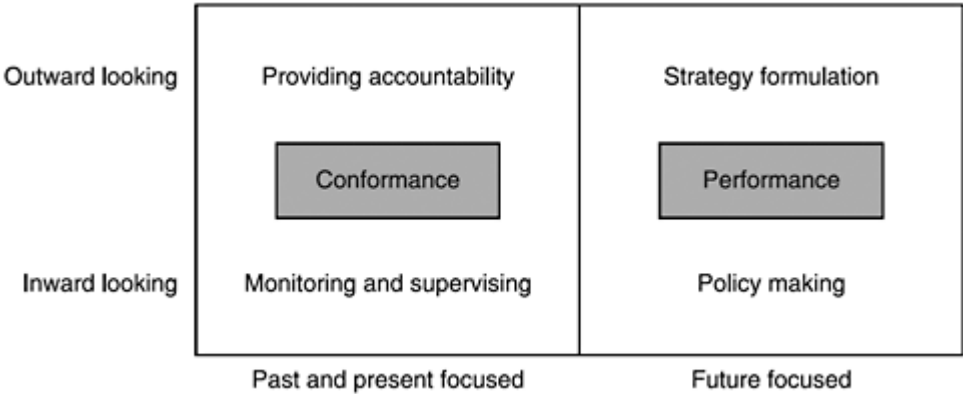 Outward looking
Providing accountability
Strategy formulation
Conformance
Performance
Inward looking
Monitoring and supervising
Policy making
Past and present focused
Future focused